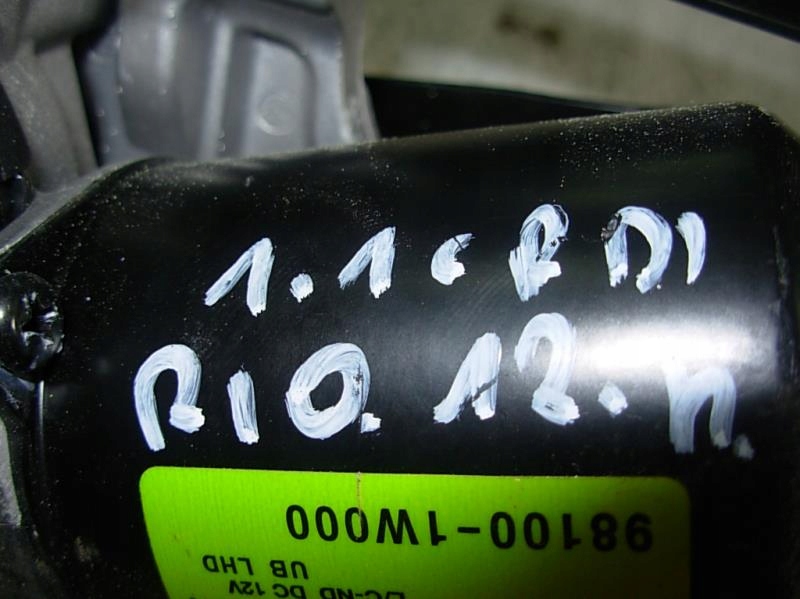 1.1 CRDI
RIO 12.R.
98100-1W000
DC 12V
UB LHD